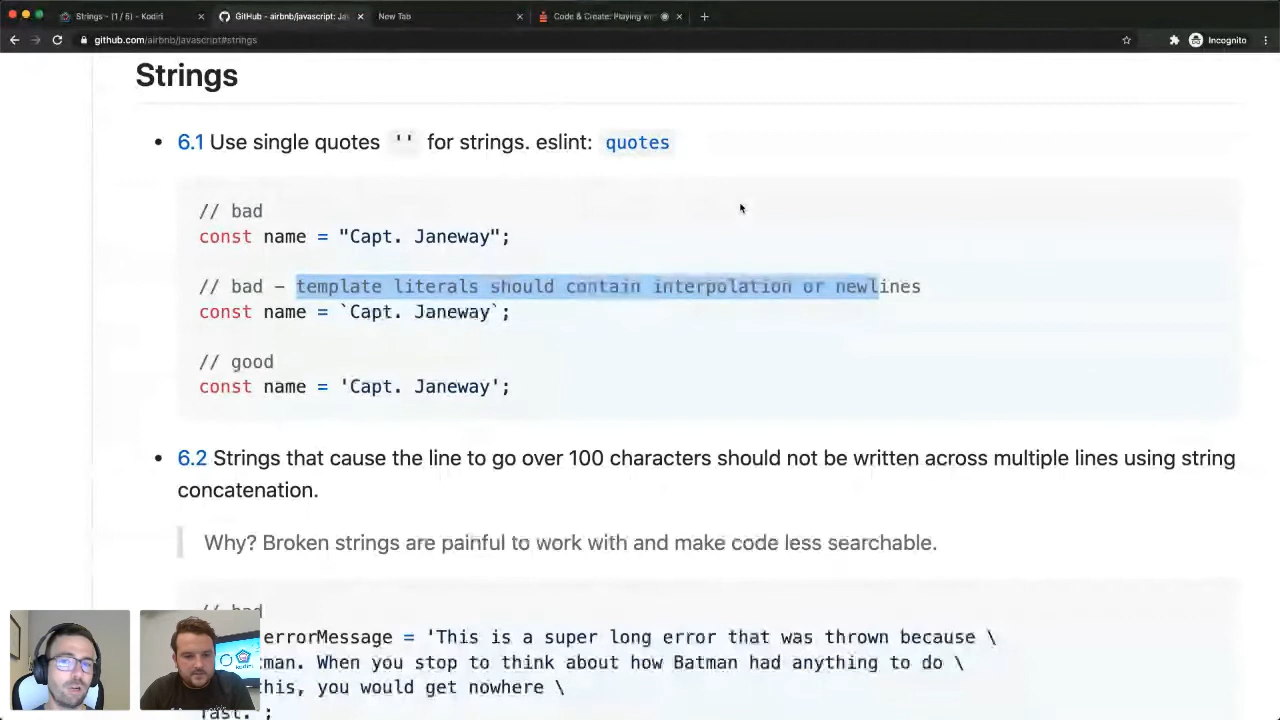 Strings - (1 / 6) - Kodiri
GitHub - airbnb/javascript: Jav
New Tab
Code & Create: Playing w
github.com/airbnb/javascript#strings
Incognito
Strings
6.1 Use single quotes '' for strings. eslint: quotes
// bad
const name = "Capt. Janeway";
// bad - template literals should contain interpolation or newlines
const name = `Capt. Janeway`;
// good
const name = 'Capt. Janeway';
6.2 Strings that cause the line to go over 100 characters should not be written across multiple lines using string
concatenation.
Why? Broken strings are painful to work with and make code less searchable.
// bad
errorMessage = 'This is a super long error that was thrown because \
man. When you stop to think about how Batman had anything to do \
this, you would get nowhere \
fast.';